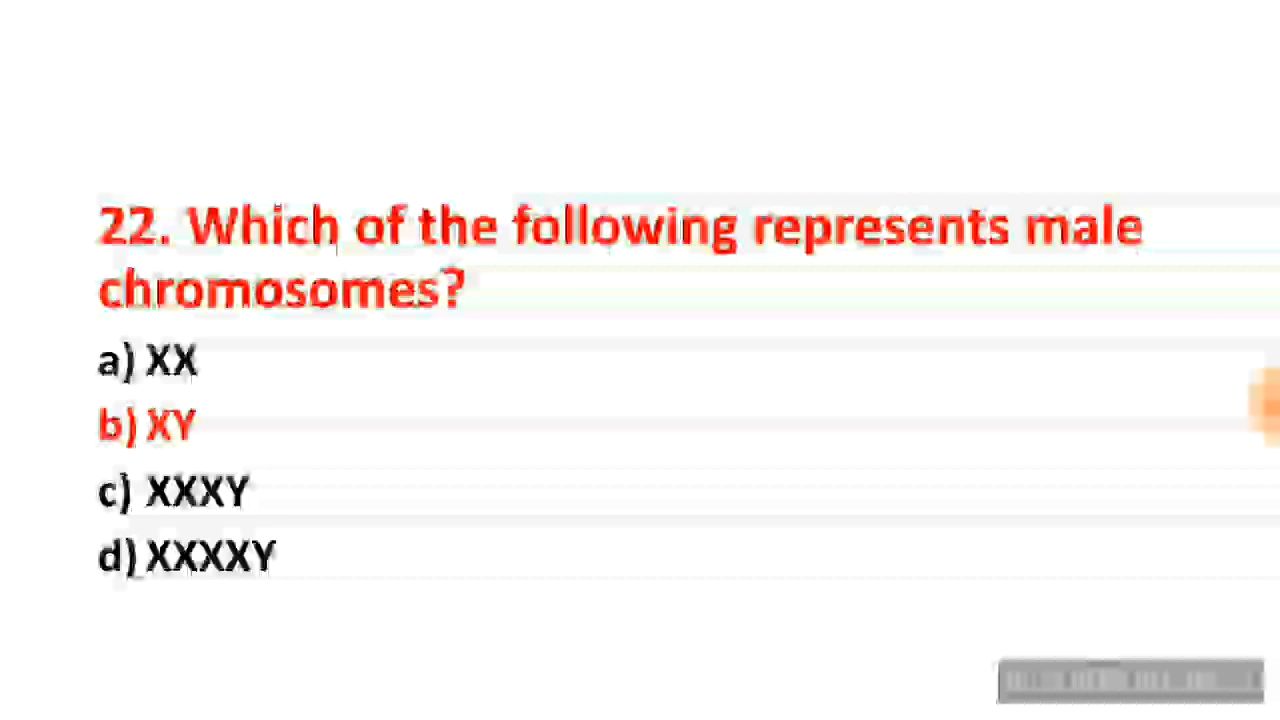 22. Which of the following represents male
chromosomes?
a) XX
b) XY
c) XXXY
d) XXXXY